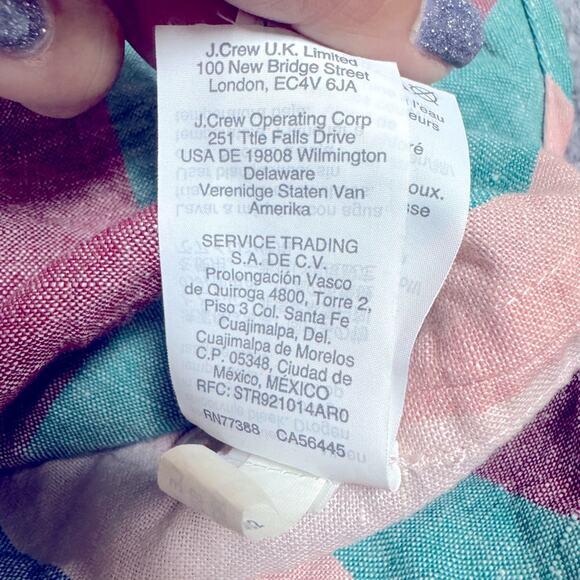 J.Crew U.K. Limited
100 New Bridge Street
London, EC4V 6JA
J.Crew Operating Corp
251 Ttle Falls Drive
USA DE 19808 Wilmington
Delaware
Verenidge Staten Van
Amerika
SERVICE TRADING
S.A. DE C.V.
Prolongación Vasco
de Quiroga 4800, Torre 2,
Piso 3 Col. Santa Fe
Cuajimalpa, Del.
Cuajimalpa de Morelos
C.P. 05348, Ciudad de
México, MÉXICO
RFC: STR921014AR0
RN77388 CA56445
l'eau